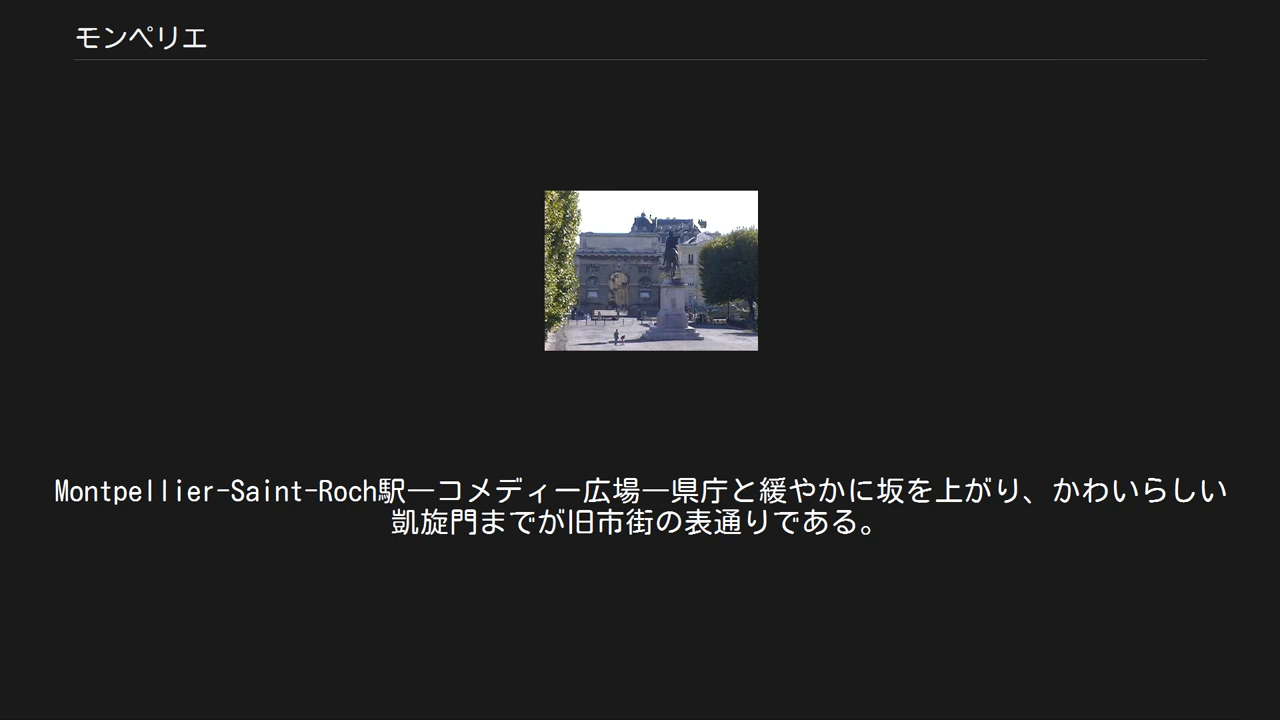 モンペリエ
Montpellier-Saint-Roch駅―コメディー広場―県庁と緩やかに坂を上がり、かわいらしい
凱旋門までが旧市街の表通りである。